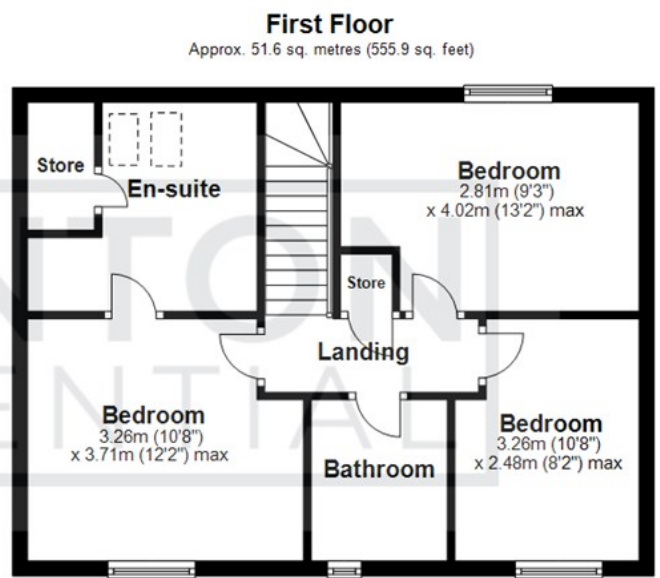 First Floor
Approx. 51.6 sq. metres (555.9 sq. feet)
Store
En-suite
Bedroom
2.81m (9'3")
x 4.02m (13'2") max
Store
Landing
Bedroom
3.26m (10'8")
x 3.71m (12'2") max
Bathroom
Bedroom
3.26m (10'8")
x 2.48m (8'2") max